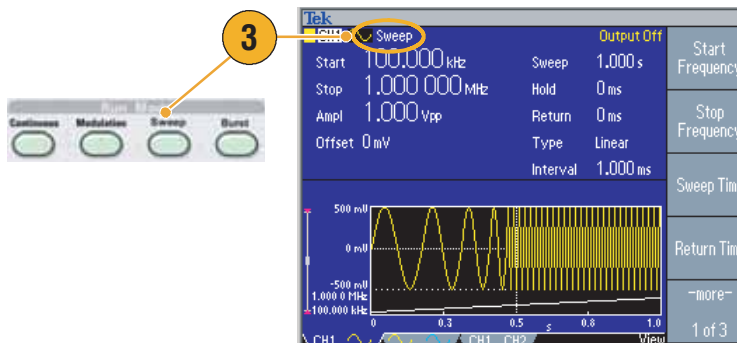 3
Run Mode
Continuous Modulation Sweep Burst
Tek
CH1 Sweep Output Off
Start 100.000 kHz Sweep 1.000 s
Stop 1.000 000 MHz Hold 0 ms
Ampl 1.000 Vpp Return 0 ms
Offset 0 mV Type Linear
Interval 1.000 ms
500 mV
0 mV
-500 mV
1.000 0 MHz
100.000 kHz
0 0.3 0.5 s 0.8 1.0
CH1 CH1 CH2 View
Start
Frequency
Stop
Frequency
Sweep Tim
Return Tim
-more-
1 of 3